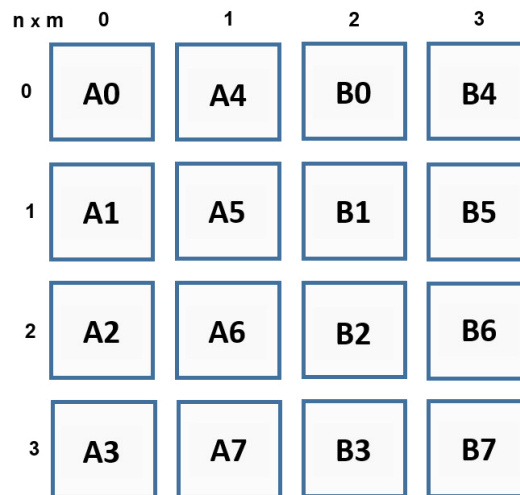 n x m 0 1 2 3
0 A0 A4 B0 B4
1 A1 A5 B1 B5
2 A2 A6 B2 B6
3 A3 A7 B3 B7